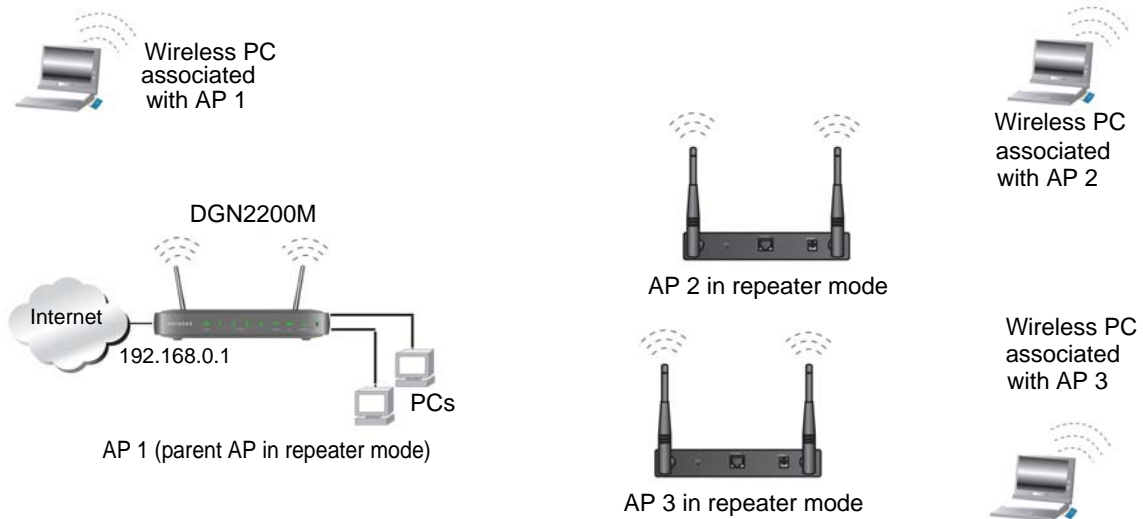 Wireless PC
associated
with AP 1
Wireless PC
associated
with AP 2
DGN2200M
Internet
192.168.0.1
PCs
AP 1 (parent AP in repeater mode)
AP 2 in repeater mode
Wireless PC
associated
with AP 3
AP 3 in repeater mode